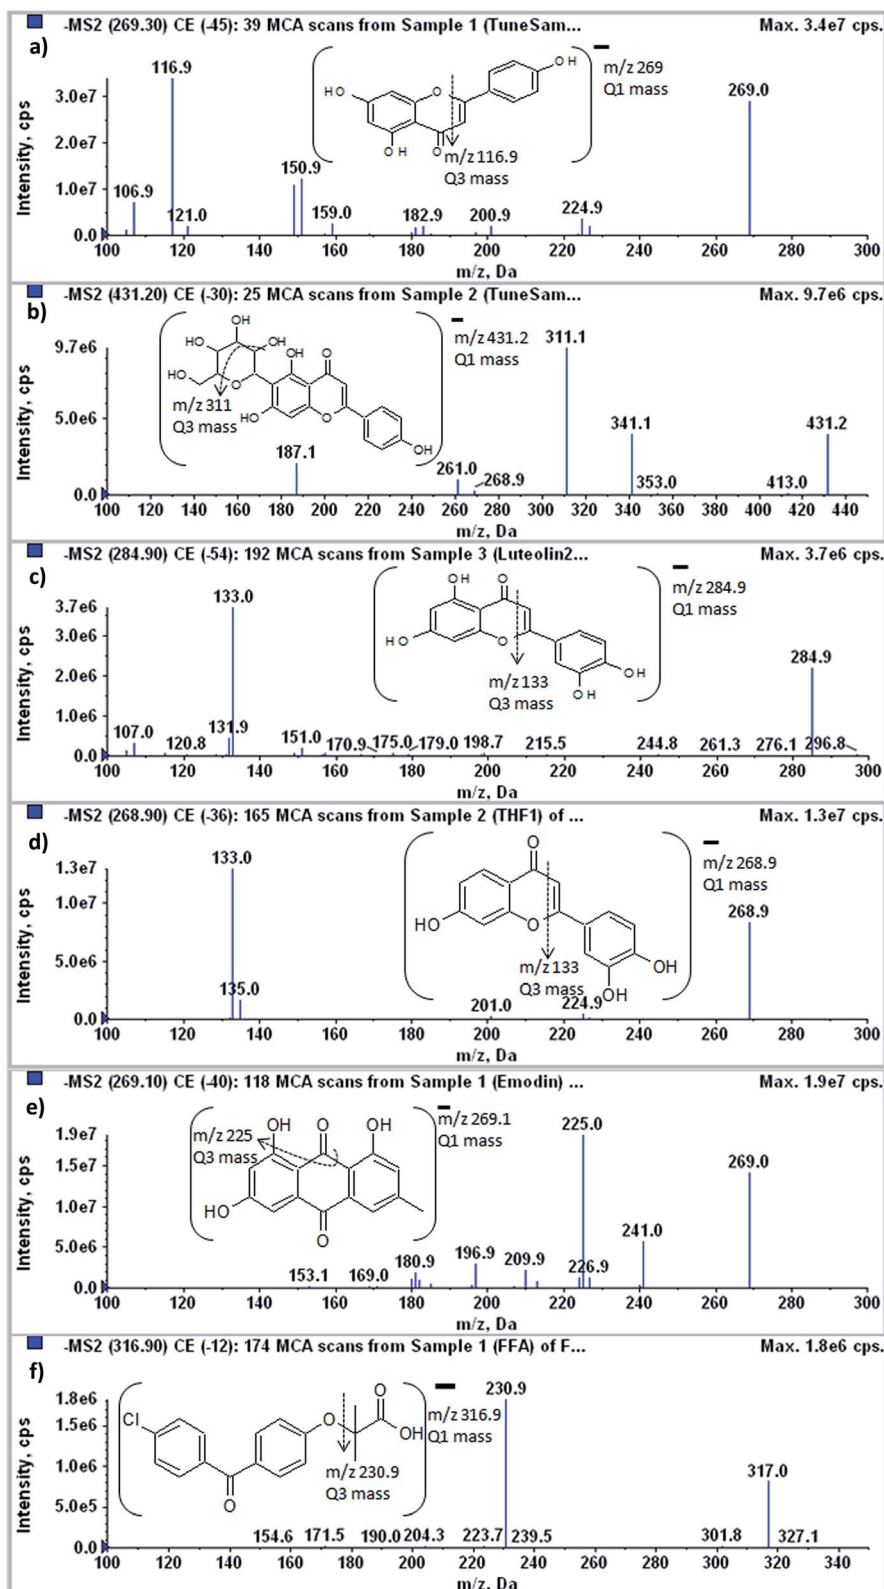 -MS2 (269.30) CE (-45): 39 MCA scans from Sample 1 (TuneSam... Max. 3.4e7 cps.
a)
OH
m/z 269
Q1 mass
116.9
269.0
3.0e7
HO
O
2.0e7
OH
O
m/z 116.9
Q3 mass
150.9
1.0e7
106.9
121.0
159.0
182.9
200.9
224.9
0.0
Intensity, cps
100 120 140 160 180 200 220 240 260 280 300
m/z, Da
-MS2 (431.20) CE (-30): 25 MCA scans from Sample 2 (TuneSam... Max. 9.7e6 cps.
b)
OH
HO
OH
HO
OH
O
HO
O
m/z 431.2
Q1 mass
311.1
9.7e6
m/z 311
Q3 mass
HO
O
OH
5.0e6
341.1
431.2
187.1
261.0
268.9
353.0
413.0
0.0
Intensity, cps
100 120 140 160 180 200 220 240 260 280 300 320 340 360 380 400 420 440
m/z, Da
-MS2 (284.90) CE (-54): 192 MCA scans from Sample 3 (Luteolin2... Max. 3.7e6 cps.
c)
OH
O
m/z 284.9
Q1 mass
133.0
3.7e6
3.0e6
HO
O
284.9
OH
OH
m/z 133
Q3 mass
2.0e6
1.0e6
107.0
120.8
131.9
151.0
170.9
175.0
179.0
198.7
215.5
244.8
261.3
276.1
296.8
0.0
Intensity, cps
100 120 140 160 180 200 220 240 260 280 300
m/z, Da
-MS2 (268.90) CE (-36): 165 MCA scans from Sample 2 (THF1) of ... Max. 1.3e7 cps.
d)
O
m/z 268.9
Q1 mass
133.0
1.3e7
1.0e7
268.9
HO
O
OH
OH
m/z 133
Q3 mass
5.0e6
135.0
201.0
224.9
0.0
Intensity, cps
100 120 140 160 180 200 220 240 260 280 300
m/z, Da
-MS2 (269.10) CE (-40): 118 MCA scans from Sample 1 (Emodin) ... Max. 1.9e7 cps.
e)
OH
O
OH
m/z 269.1
Q1 mass
m/z 225
Q3 mass
225.0
1.9e7
1.5e7
269.0
HO
O
1.0e7
241.0
5.0e6
153.1
169.0
180.9
196.9
209.9
226.9
0.0
Intensity, cps
100 120 140 160 180 200 220 240 260 280 300
m/z, Da
-MS2 (316.90) CE (-12): 174 MCA scans from Sample 1 (FFA) of F... Max. 1.8e6 cps.
f)
Cl
O
O
OH
m/z 316.9
Q1 mass
230.9
1.8e6
1.5e6
m/z 230.9
Q3 mass
317.0
1.0e6
O
5.0e5
154.6
171.5
190.0
204.3
223.7
239.5
301.8
327.1
0.0
Intensity, cps
100 120 140 160 180 200 220 240 260 280 300 320 340
m/z, Da